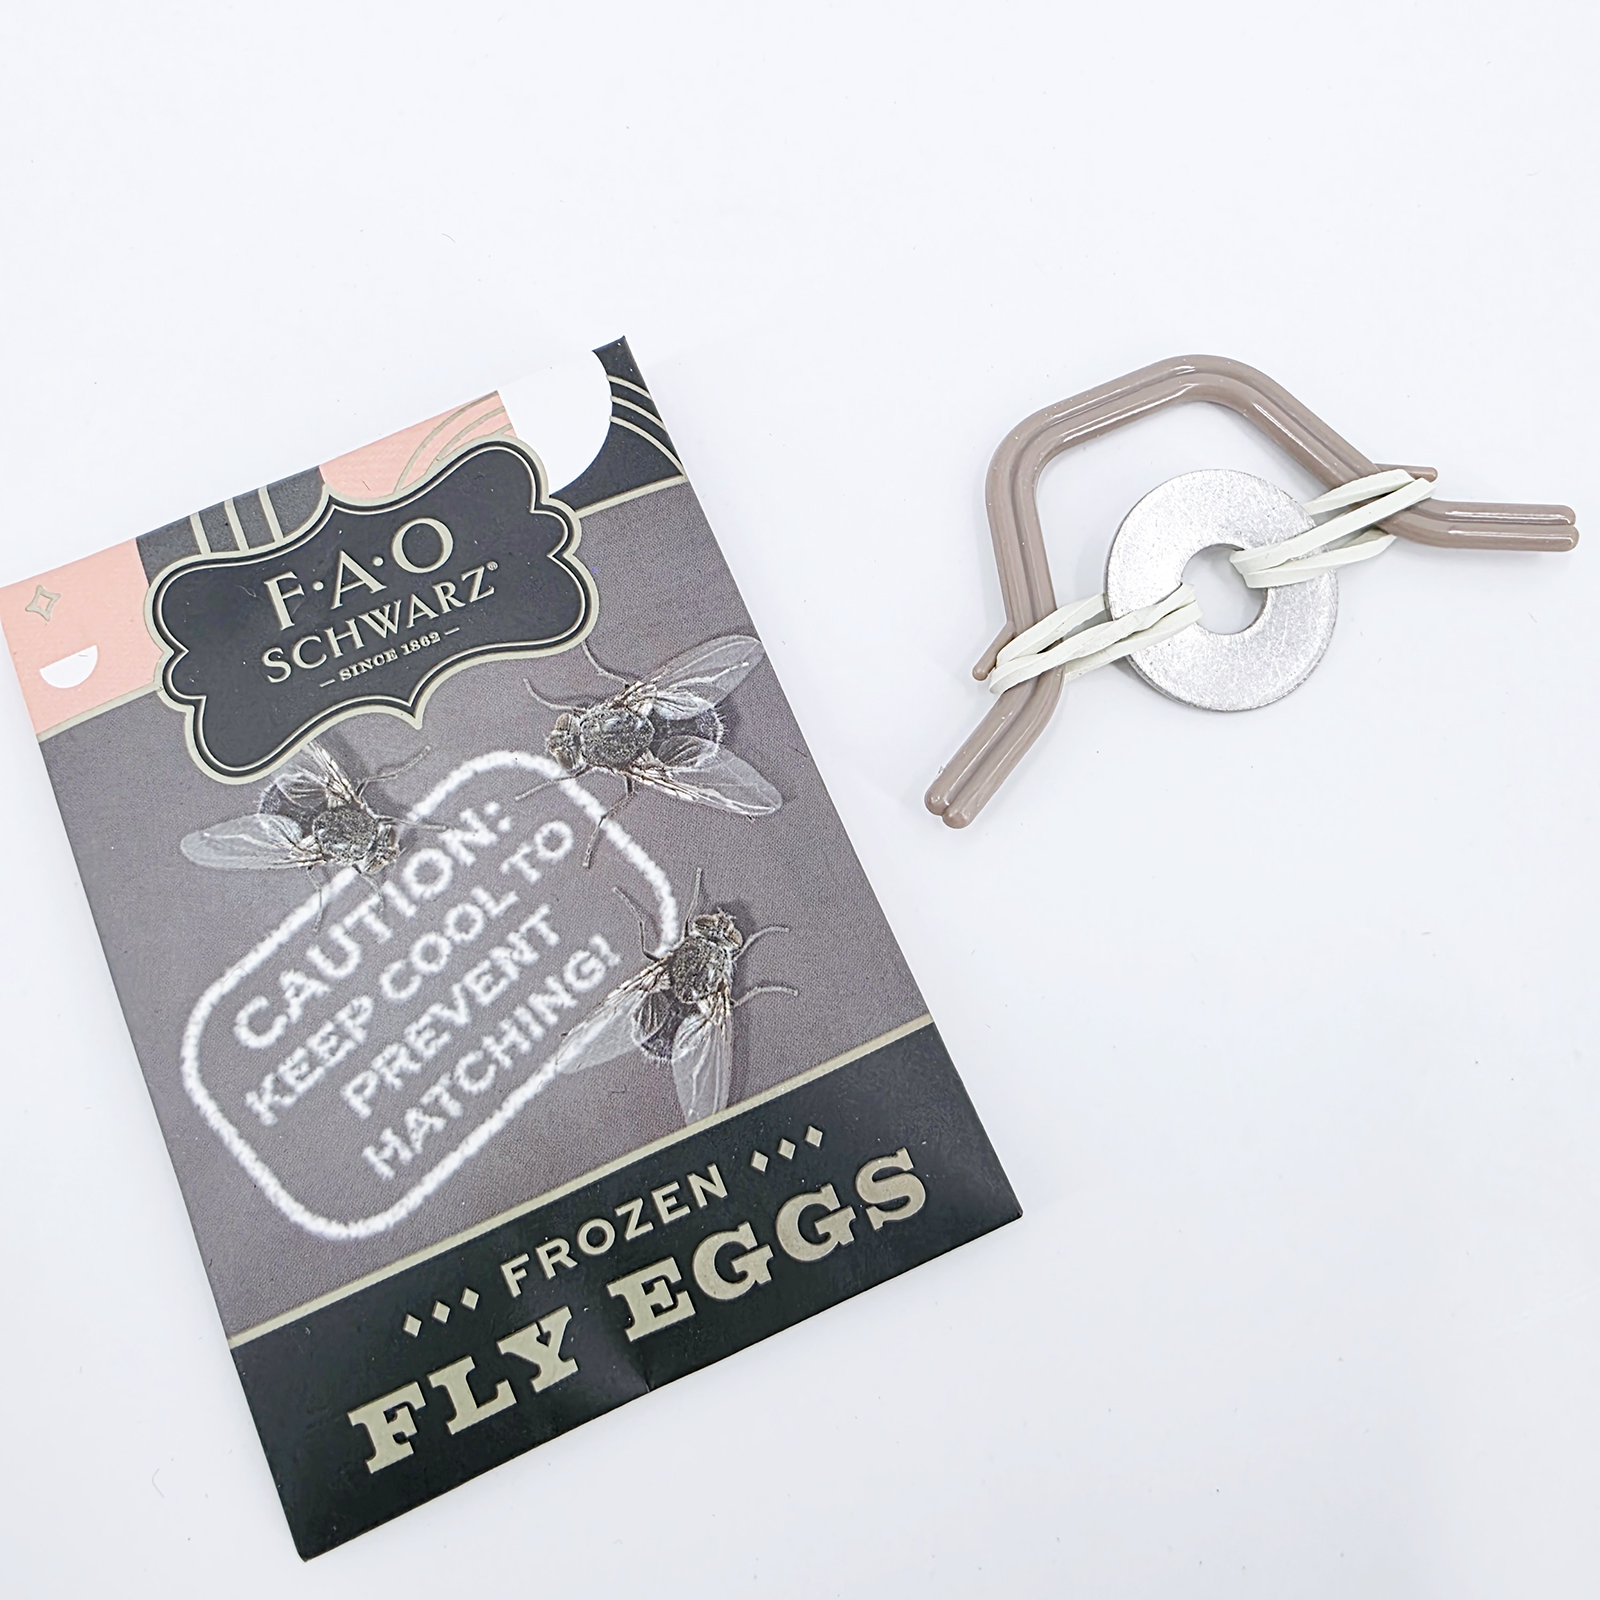 F·A·O
SCHWARZ®
— SINCE 1862 —
CAUTION:
KEEP COOL TO
PREVENT
HATCHING!
FROZEN
FLY EGGS